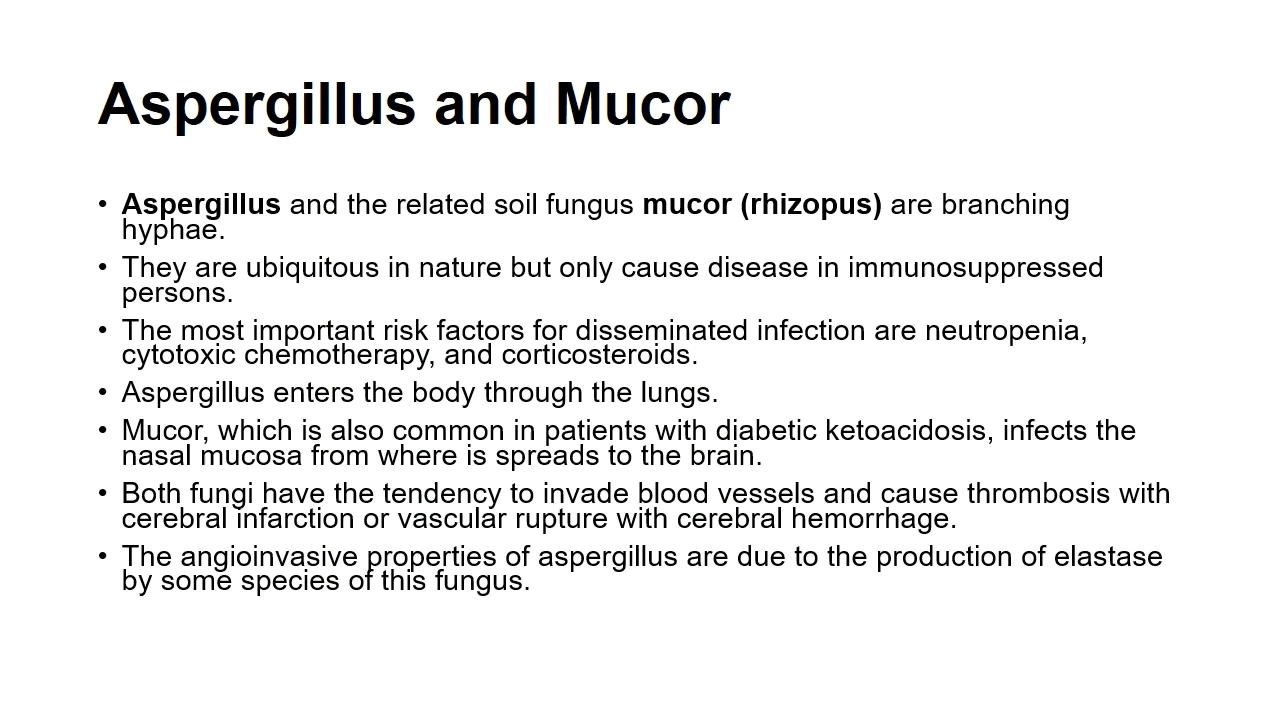 Aspergillus and Mucor
• Aspergillus and the related soil fungus mucor (rhizopus) are branching
hyphae.
• They are ubiquitous in nature but only cause disease in immunosuppressed
persons.
• The most important risk factors for disseminated infection are neutropenia,
cytotoxic chemotherapy, and corticosteroids.
• Aspergillus enters the body through the lungs.
• Mucor, which is also common in patients with diabetic ketoacidosis, infects the
nasal mucosa from where is spreads to the brain.
• Both fungi have the tendency to invade blood vessels and cause thrombosis with
cerebral infarction or vascular rupture with cerebral hemorrhage.
• The angioinvasive properties of aspergillus are due to the production of elastase
by some species of this fungus.